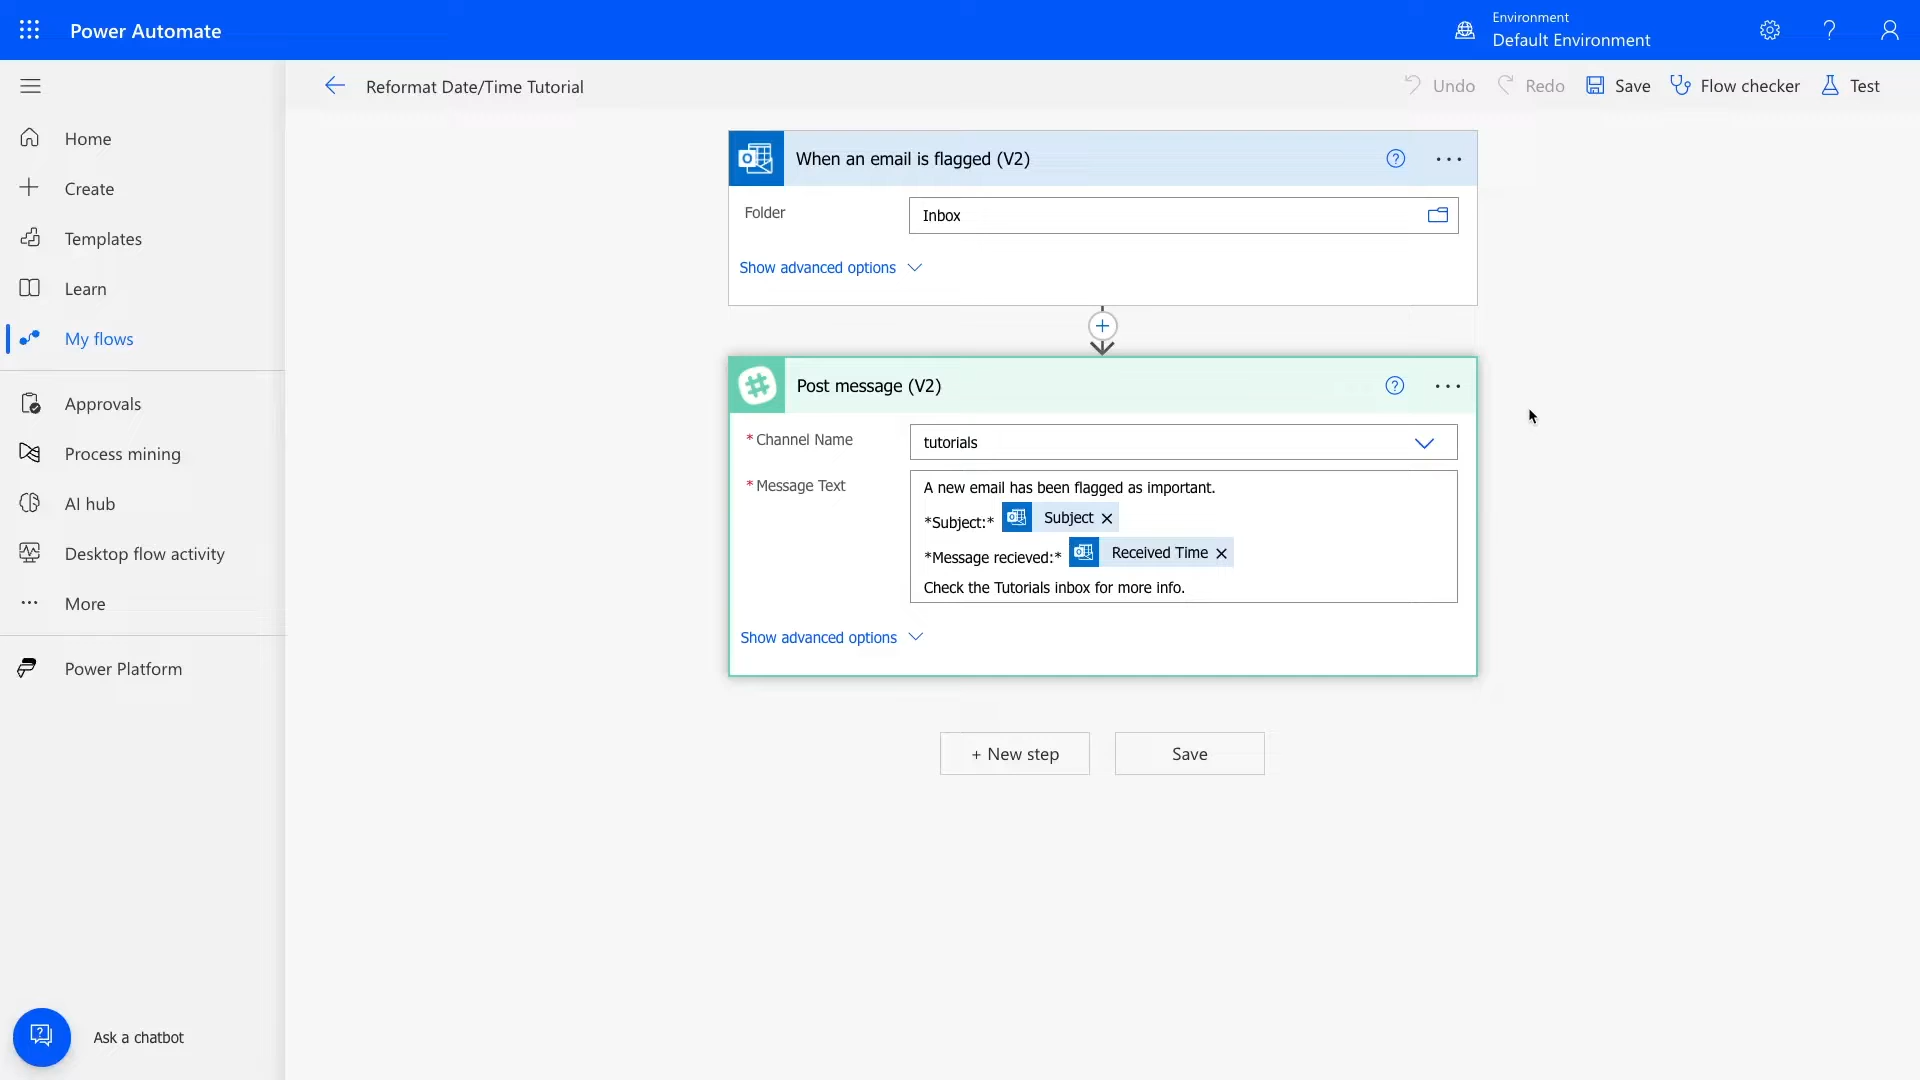 Power Automate
Environment
Default Environment
Reformat Date/Time Tutorial
Undo
Redo
Save
Flow checker
Test
Home
Create
Templates
Learn
My flows
Approvals
Process mining
AI hub
Desktop flow activity
More
Power Platform
Ask a chatbot
When an email is flagged (V2)
Folder
Inbox
Show advanced options
Post message (V2)
* Channel Name
tutorials
* Message Text
A new email has been flagged as important.
*Subject:* Subject
*Message recieved:* Received Time
Check the Tutorials inbox for more info.
Show advanced options
+ New step
Save